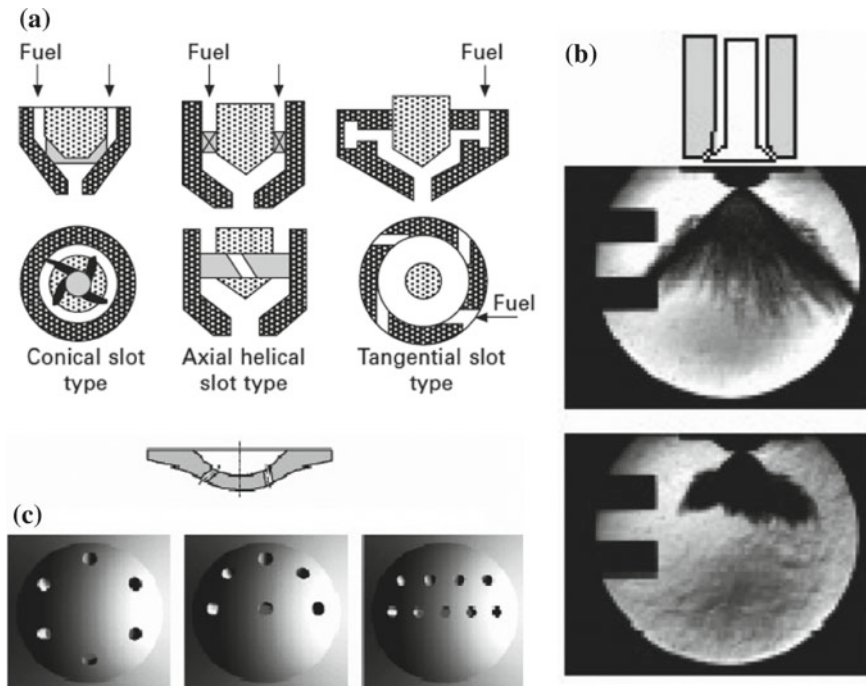 (a)
Fuel
Fuel
Fuel
Fuel
Conical slot
type
Axial helical
slot type
Tangential slot
type
(b)
(c)